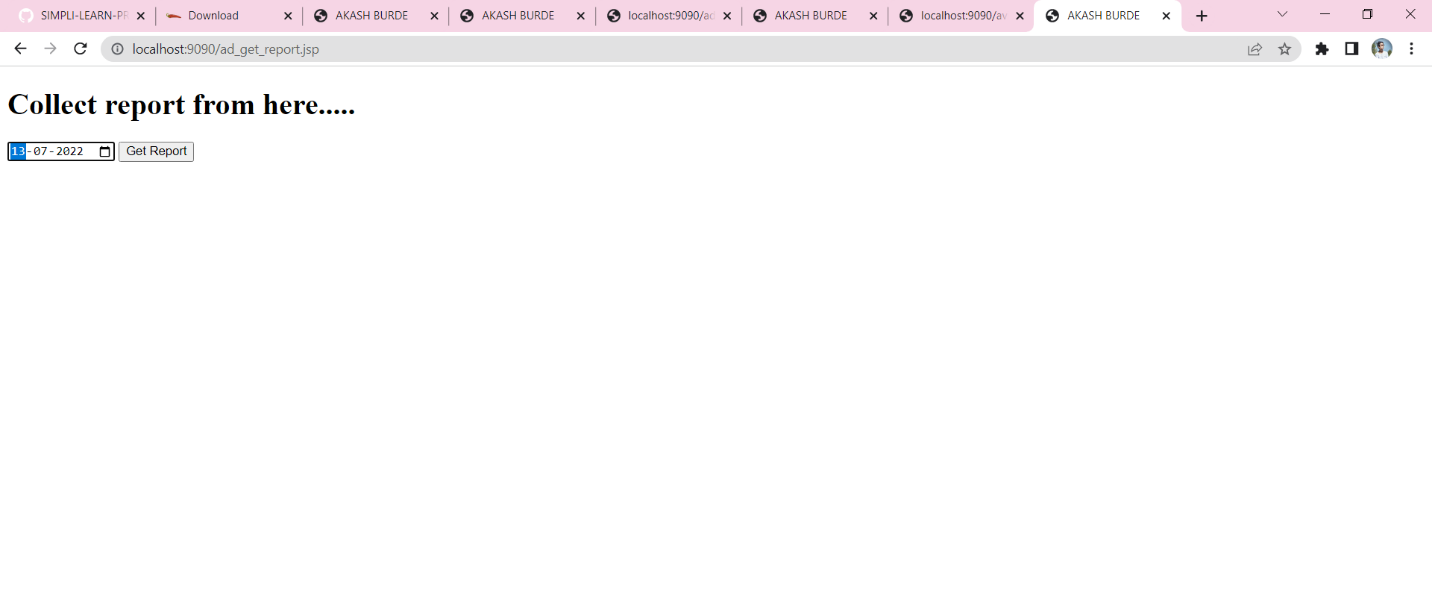 SIMPLI-LEARN-PR
Download
AKASH BURDE
AKASH BURDE
localhost:9090/ad
AKASH BURDE
localhost:9090/av
AKASH BURDE
localhost:9090/ad_get_report.jsp
Collect report from here.....
13-07-2022 Get Report